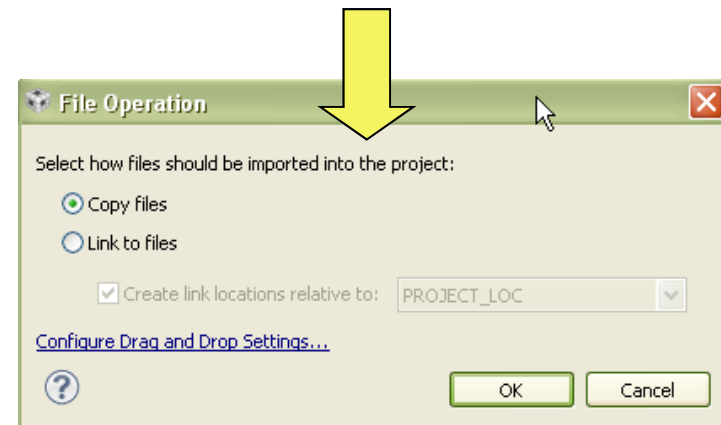 File Operation
Select how files should be imported into the project:
Copy files
Link to files
Create link locations relative to: PROJECT_LOC
Configure Drag and Drop Settings...
?
OK Cancel